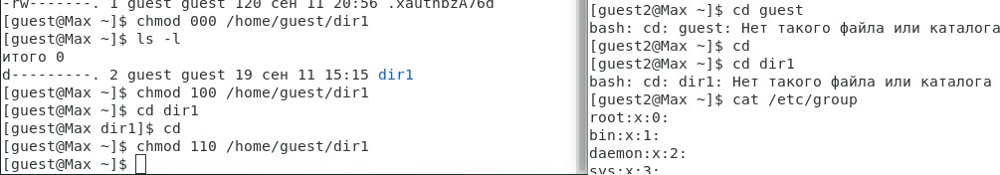 -rw-------. 1 guest guest 120 сен 11 20:56 .xauthbzA76d
[guest@Max ~]$ chmod 000 /home/guest/dir1
[guest@Max ~]$ ls -l
итого 0
d---------. 2 guest guest 19 сен 11 15:15 dir1
[guest@Max ~]$ chmod 100 /home/guest/dir1
[guest@Max ~]$ cd dir1
[guest@Max dir1]$ cd
[guest@Max ~]$ chmod 110 /home/guest/dir1
[guest@Max ~]$
[guest2@Max ~]$ cd guest
bash: cd: guest: Нет такого файла или каталога
[guest2@Max ~]$ cd
[guest2@Max ~]$ cd dir1
bash: cd: dir1: Нет такого файла или каталога
[guest2@Max ~]$ cat /etc/group
root:x:0:
bin:x:1:
daemon:x:2:
sys:x:3: